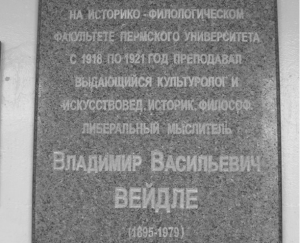 НА ИСТОРИКО-ФИЛОЛОГИЧЕСКОМ
ФАКУЛЬТЕТЕ ПЕРМСКОГО УНИВЕРСИТЕТА
С 1918 ПО 1921 ГОД ПРЕПОДАВАЛ
ВЫДАЮЩИЙСЯ КУЛЬТУРОЛОГ И
ИСКУССТВОВЕД, ИСТОРИК, ФИЛОСОФ,
ЛИБЕРАЛЬНЫЙ МЫСЛИТЕЛЬ
ВЛАДИМИР ВАСИЛЬЕВИЧ
ВЕЙДЛЕ
(1895-1979)